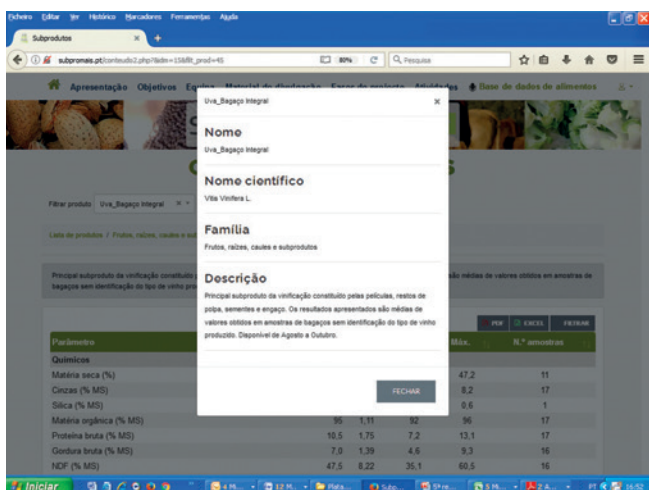 Ficheiro Editar Ver Histórico Marcadores Ferramentas Ajuda
Subprodutos
subpromais.pt/conteudo2.php?
80%
Pesquisa
Apresentação Objetivos Base de dados de alimentos
Uva_Bagaço Integral
Nome
Uva_Bagaço Integral
Nome científico
Vitis Vinifera L.
Família
Frutos, raízes, caules e subprodutos
Descrição
Principal subproduto da vinificação constituído pelas películas, restos de
polpa, sementes e engaço. Os resultados apresentados são médias de
valores obtidos em amostras de bagaços sem identificação do tipo de vinho
produzido. Disponível de Agosto a Outubro.
FECHAR
Filtrar produto Uva_Bagaço Integral
Lista de produtos / Frutos, raízes, caules e
Principal subproduto da vinificação constituído
são médias de valores obtidos em amostras de
bagaços sem identificação do tipo de vinho
PDF EXCEL FILTRAR
Parâmetro Máx. N.º amostras
Químicos
Matéria seca (%) 47,2 11
Cinzas (% MS) 8,2 17
Sílica (% MS) 0,6 1
Matéria orgânica (% MS) 95 1,11 92 96 17
Proteína bruta (% MS) 10,5 1,75 7,2 13,1 17
Gordura bruta (% MS) 7,0 1,39 4,6 9,3 16
NDF (% MS) 47,5 8,22 35,1 60,5 16
Iniciar PT 16:52